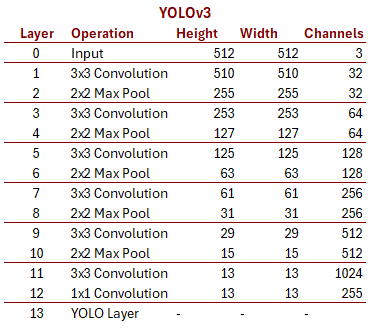 YOLOv3
Layer Operation Height Width Channels
0 Input 512 512 3
1 3x3 Convolution 510 510 32
2 2x2 Max Pool 255 255 32
3 3x3 Convolution 253 253 64
4 2x2 Max Pool 127 127 64
5 3x3 Convolution 125 125 128
6 2x2 Max Pool 63 63 128
7 3x3 Convolution 61 61 256
8 2x2 Max Pool 31 31 256
9 3x3 Convolution 29 29 512
10 2x2 Max Pool 15 15 512
11 3x3 Convolution 13 13 1024
12 1x1 Convolution 13 13 255
13 YOLO Layer - - -